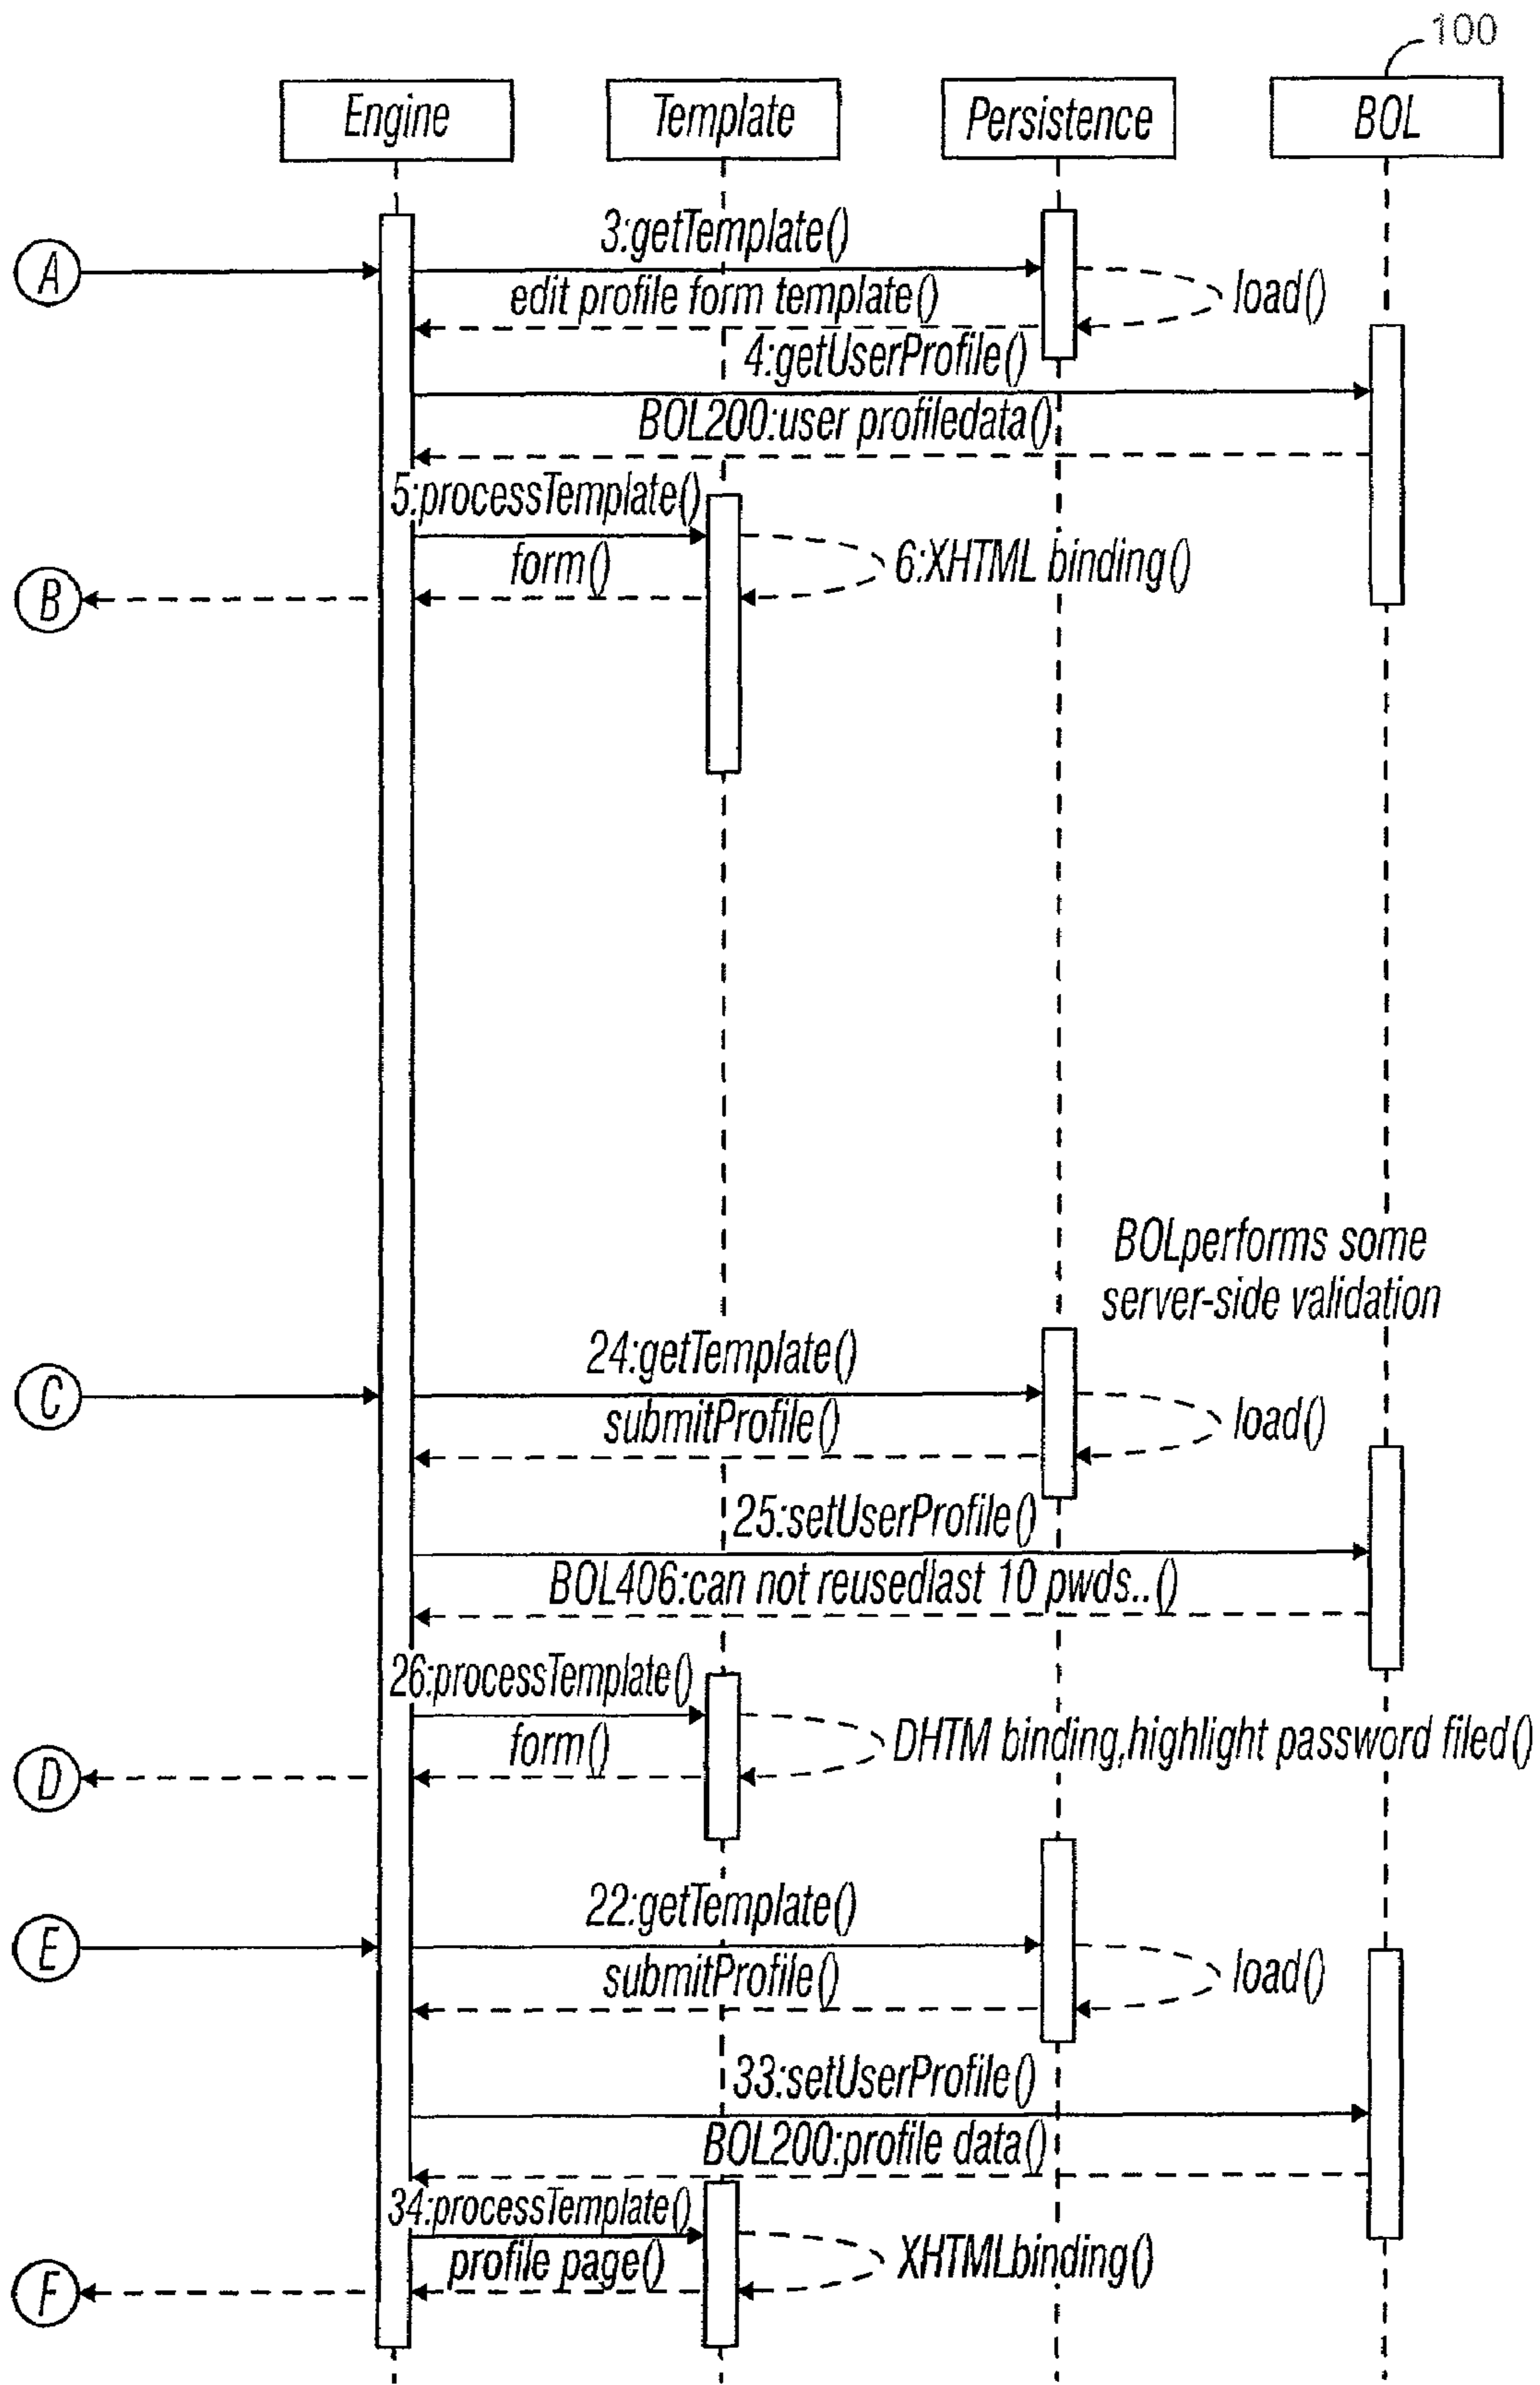 100
Engine
Template
Persistence
BOL
3:getTemplate()
A
edit profile form template()
load()
4:getUserProfile()
BOL200:user profiledata()
5:processTemplate()
form()
6:XHTML binding()
B
BOLperforms some
server-side validation
24:getTemplate()
C
submitProfile()
load()
25:setUserProfile()
BOL406:can not reusedlast 10 pwds..()
26:processTemplate()
form()
DHTM binding,highlight password filed()
D
22:getTemplate()
E
submitProfile()
load()
33:setUserProfile()
BOL200:profile data()
34:processTemplate()
profile page()
XHTMLbinding()
F